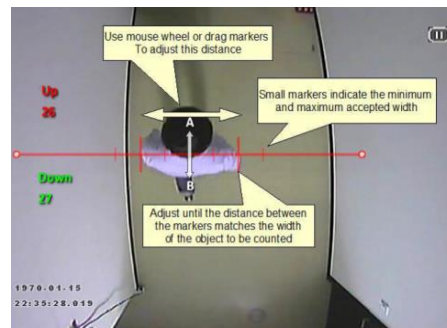 Use mouse wheel or drag markers
To adjust this distance
Up
26
Small markers indicate the minimum
and maximum accepted width
A
B
Down
27
Adjust until the distance between
the markers matches the width
of the object to be counted
1970-01-15
22:35:28.019